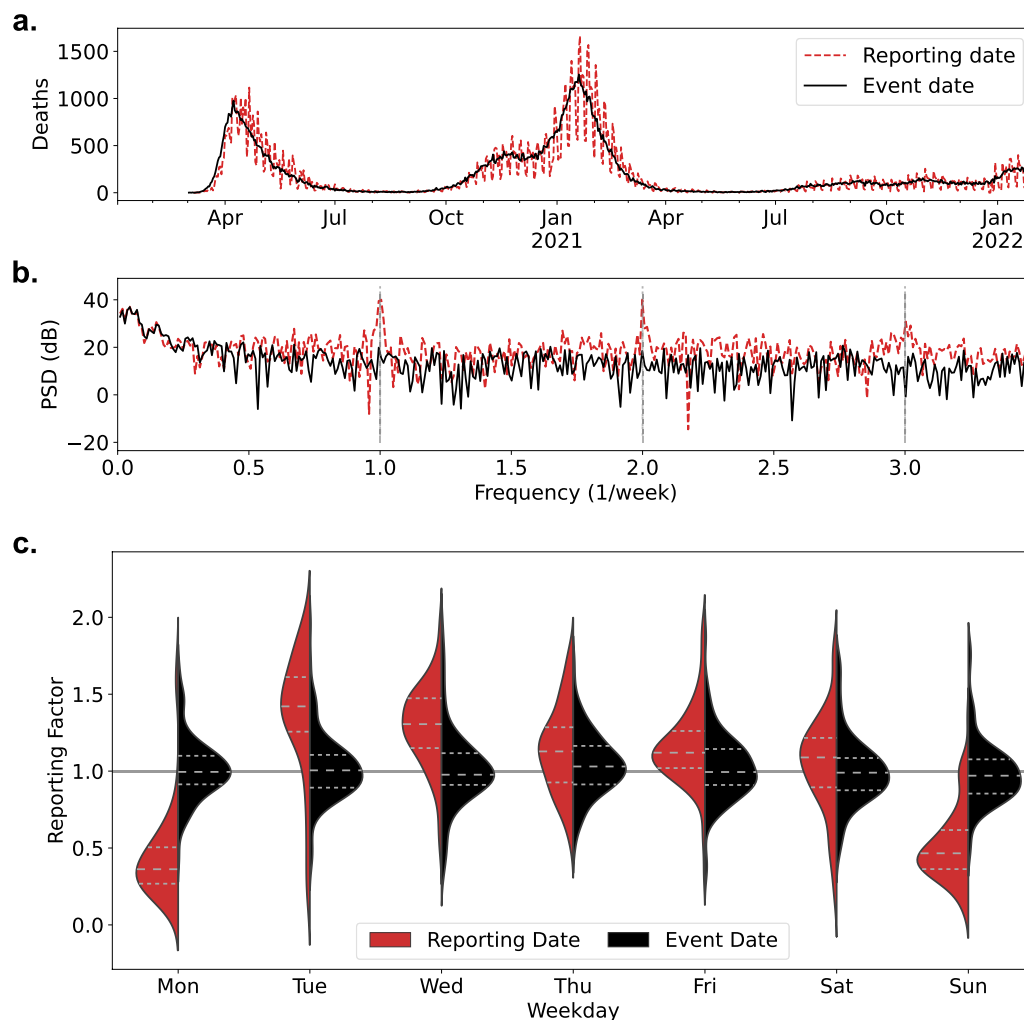 a.
Deaths
1500
1000
500
0
Reporting date
Event date
Apr Jul Oct Jan Apr Jul Oct Jan
2021 2022
b.
PSD (dB)
40
20
0
−20
0.0 0.5 1.0 1.5 2.0 2.5 3.0
Frequency (1/week)
c.
Reporting Factor
2.0
1.5
1.0
0.5
0.0
Reporting Date Event Date
Mon Tue Wed Thu Fri Sat Sun
Weekday